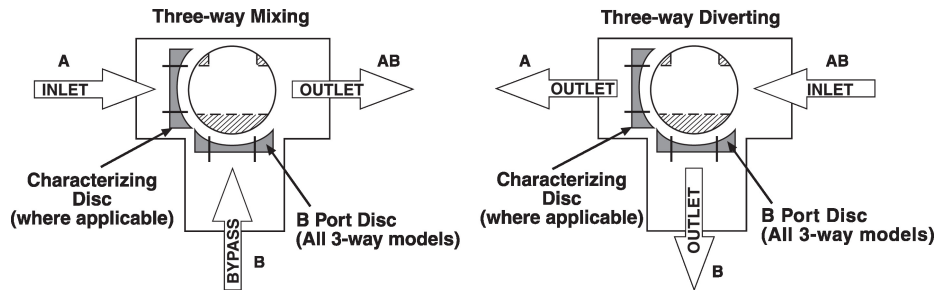 Three-way Mixing
A
INLET
AB
OUTLET
Characterizing
Disc
(where applicable)
BYPASS
B
B Port Disc
(All 3-way models)
Three-way Diverting
A
OUTLET
AB
INLET
Characterizing
Disc
(where applicable)
OUTLET
B
B Port Disc
(All 3-way models)